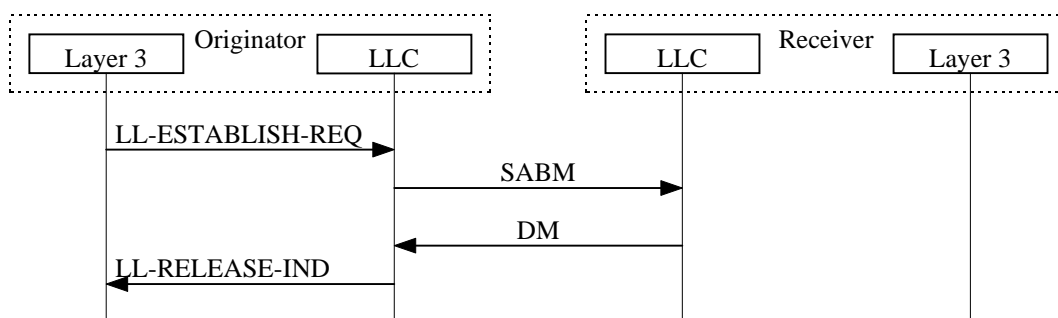 Originator
Receiver
Layer 3
LLC
LLC
Layer 3
LL-ESTABLISH-REQ
SABM
DM
LL-RELEASE-IND